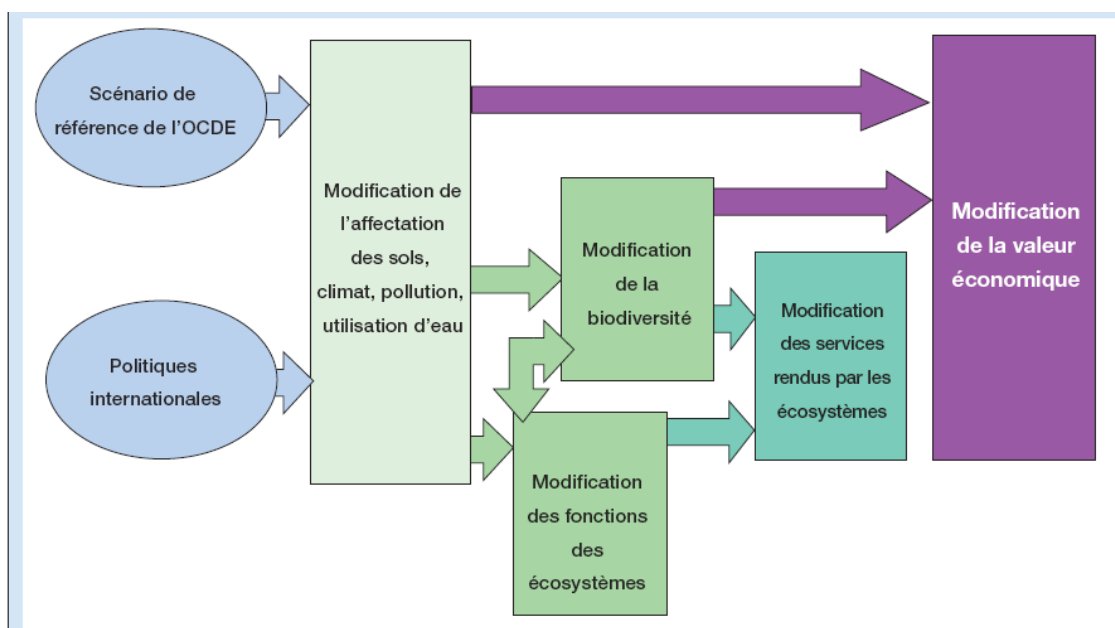 Scénario de
référence de l'OCDE
Politiques
internationales
Modification de
l'affectation
des sols,
climat, pollution,
utilisation d'eau
Modification
de la
biodiversité
Modification
des fonctions
des
écosystèmes
Modification
des services
rendus par les
écosystèmes
Modification
de la valeur
économique